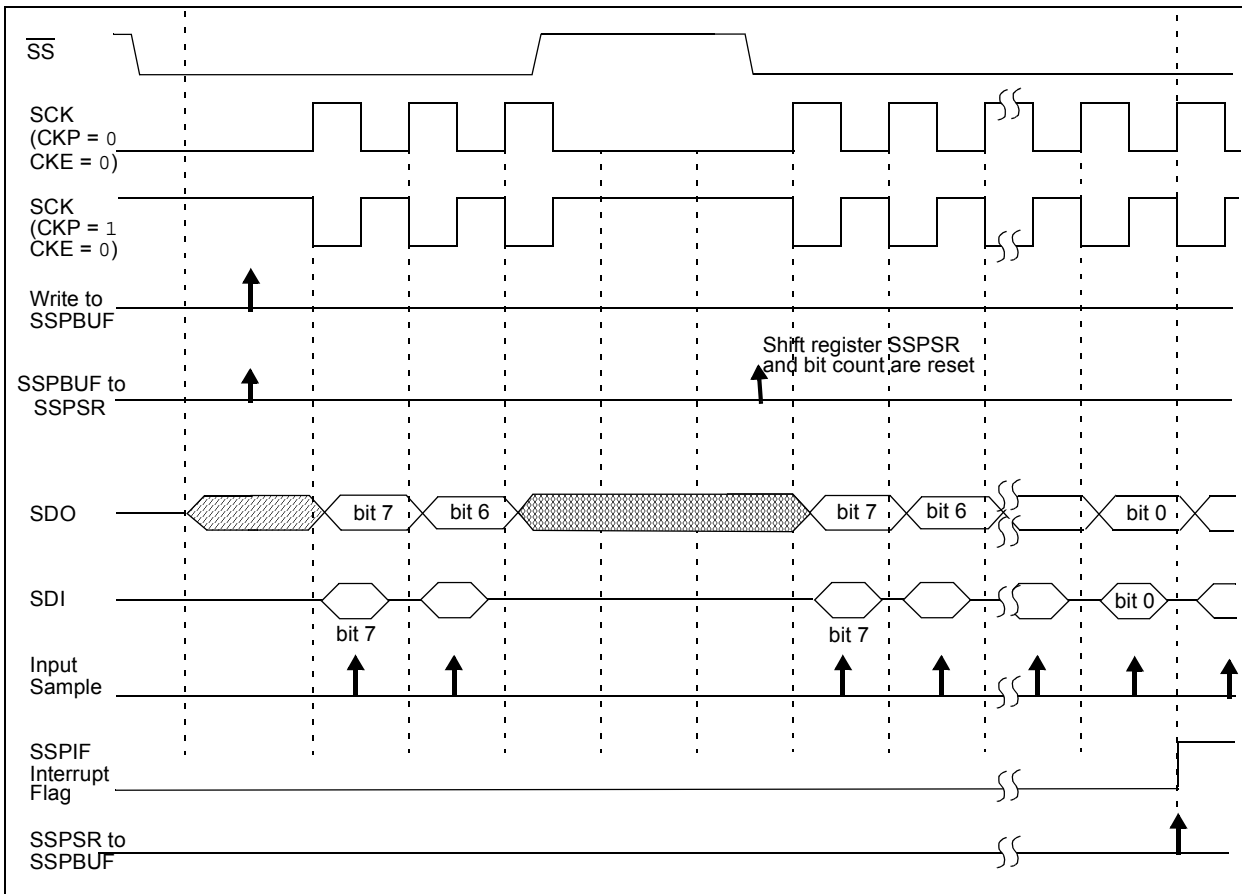 SS
SCK
(CKP = 0
CKE = 0)
SCK
(CKP = 1
CKE = 0)
Write to
SSPBUF
Shift register SSPSR
and bit count are reset
SSPBUF to
SSPSR
SDO
bit 7
bit 6
bit 7
bit 6
bit 0
SDI
bit 0
bit 7
bit 7
Input
Sample
SSPIF
Interrupt
Flag
SSPSR to
SSPBUF